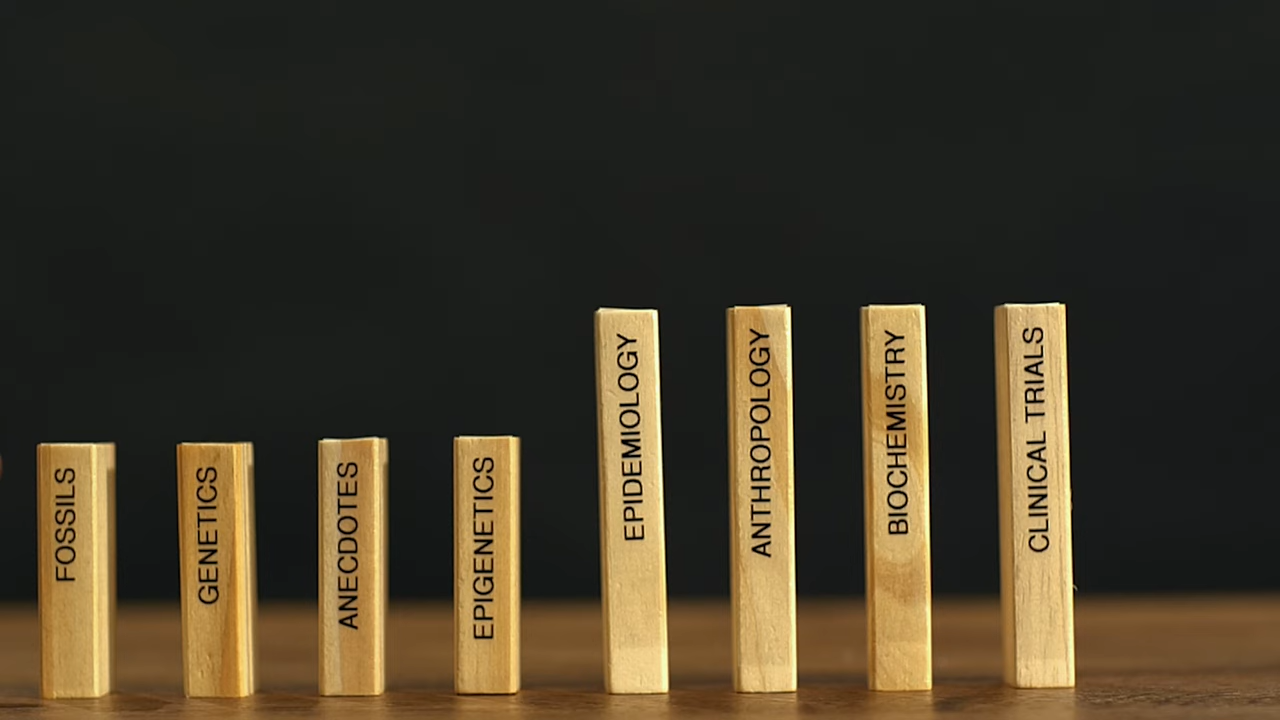 FOSSILS
GENETICS
ANECDOTES
EPIGENETICS
EPIDEMIOLOGY
ANTHROPOLOGY
BIOCHEMISTRY
CLINICAL TRIALS